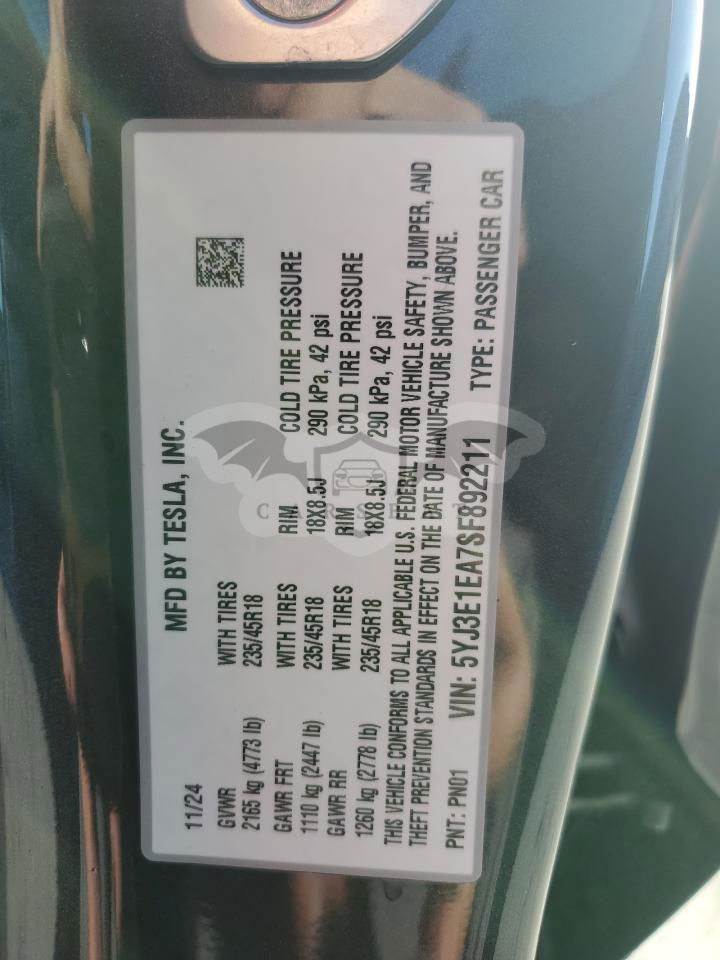 MFD BY TESLA, INC.
11/24
GVWR WITH TIRES RIM COLD TIRE PRESSURE
2165 kg (4773 lb) 235/45R18 18X8.5J 290 kPa, 42 psi
GAWR FRT WITH TIRES RIM COLD TIRE PRESSURE
1110 kg (2447 lb) 235/45R18 18X8.5J 290 kPa, 42 psi
GAWR RR WITH TIRES
1260 kg (2778 lb) 235/45R18
THIS VEHICLE CONFORMS TO ALL APPLICABLE U.S. FEDERAL MOTOR VEHICLE SAFETY, BUMPER, AND
THEFT PREVENTION STANDARDS IN EFFECT ON THE DATE OF MANUFACTURE SHOWN ABOVE.
PNT: PN01 VIN: 5YJ3E1EA7SF892211 TYPE: PASSENGER CAR